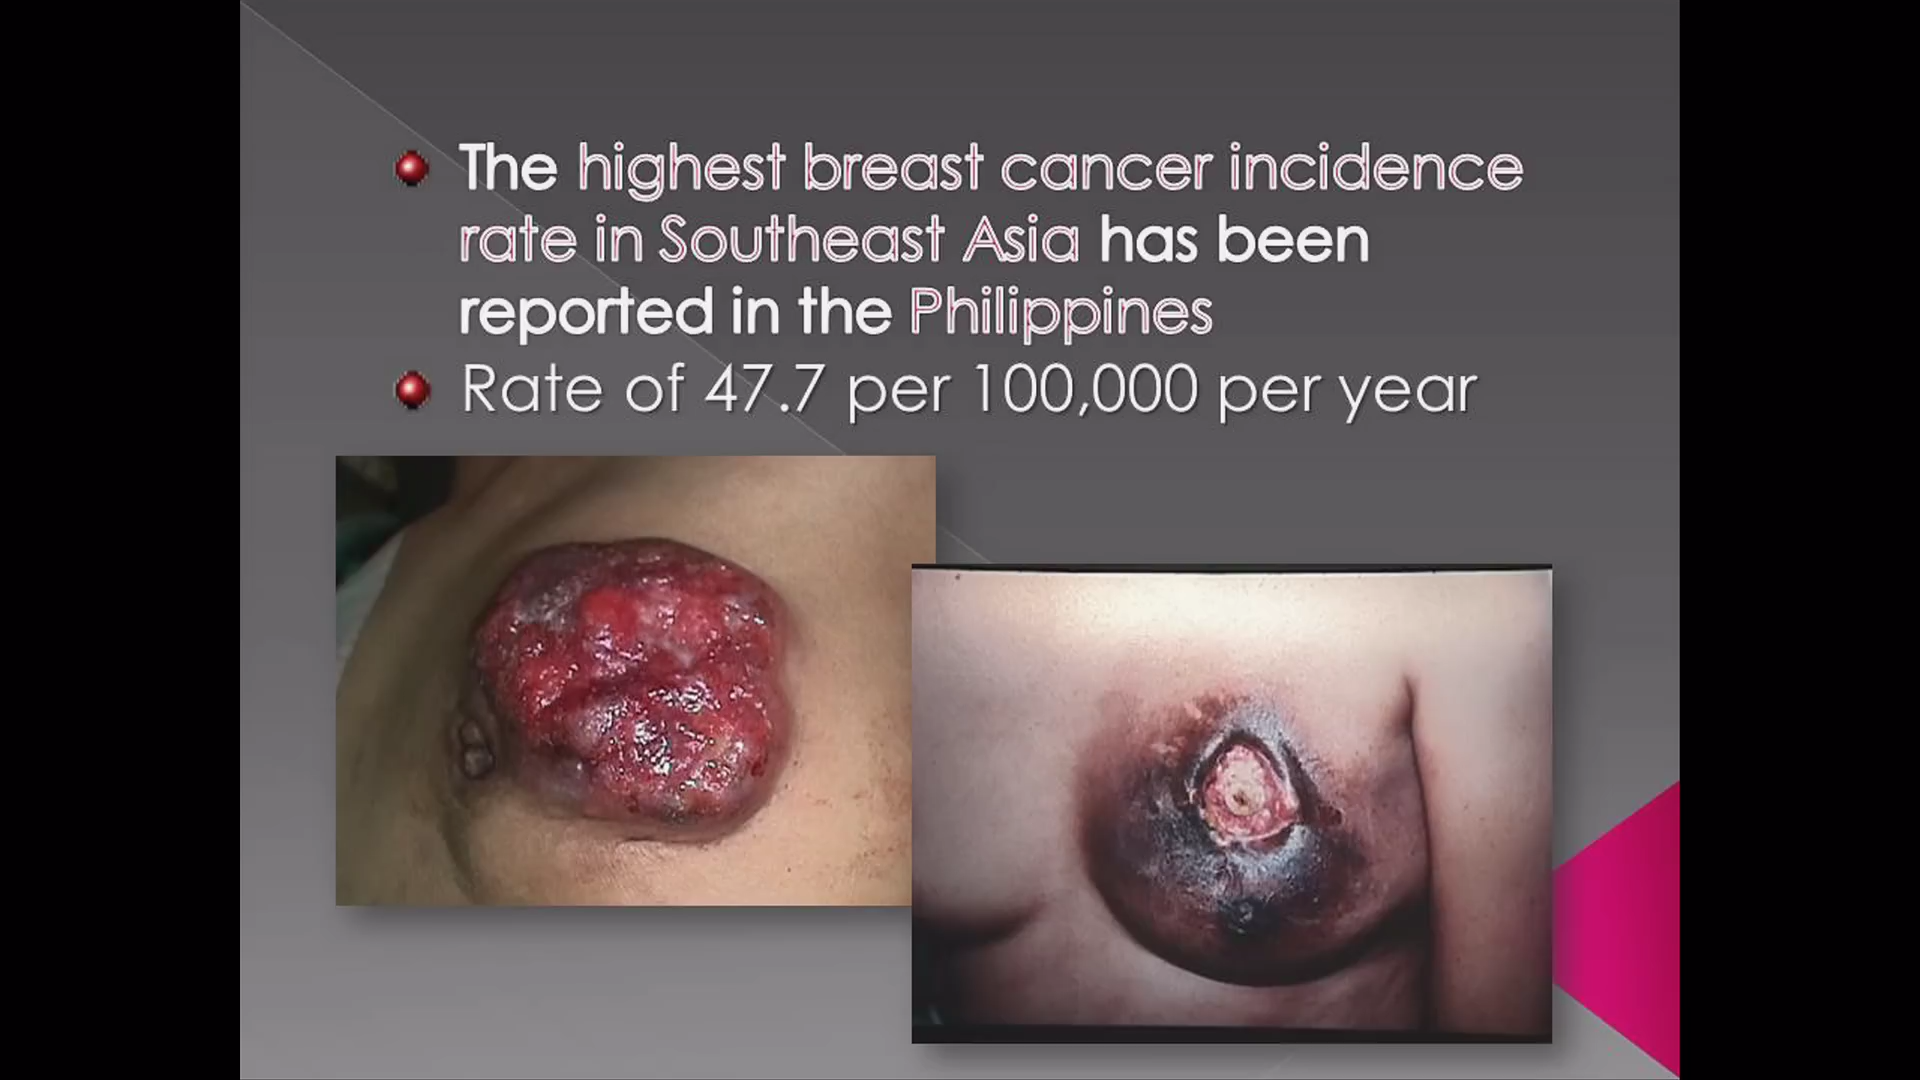 The highest breast cancer incidence
rate in Southeast Asia has been
reported in the Philippines
Rate of 47.7 per 100,000 per year